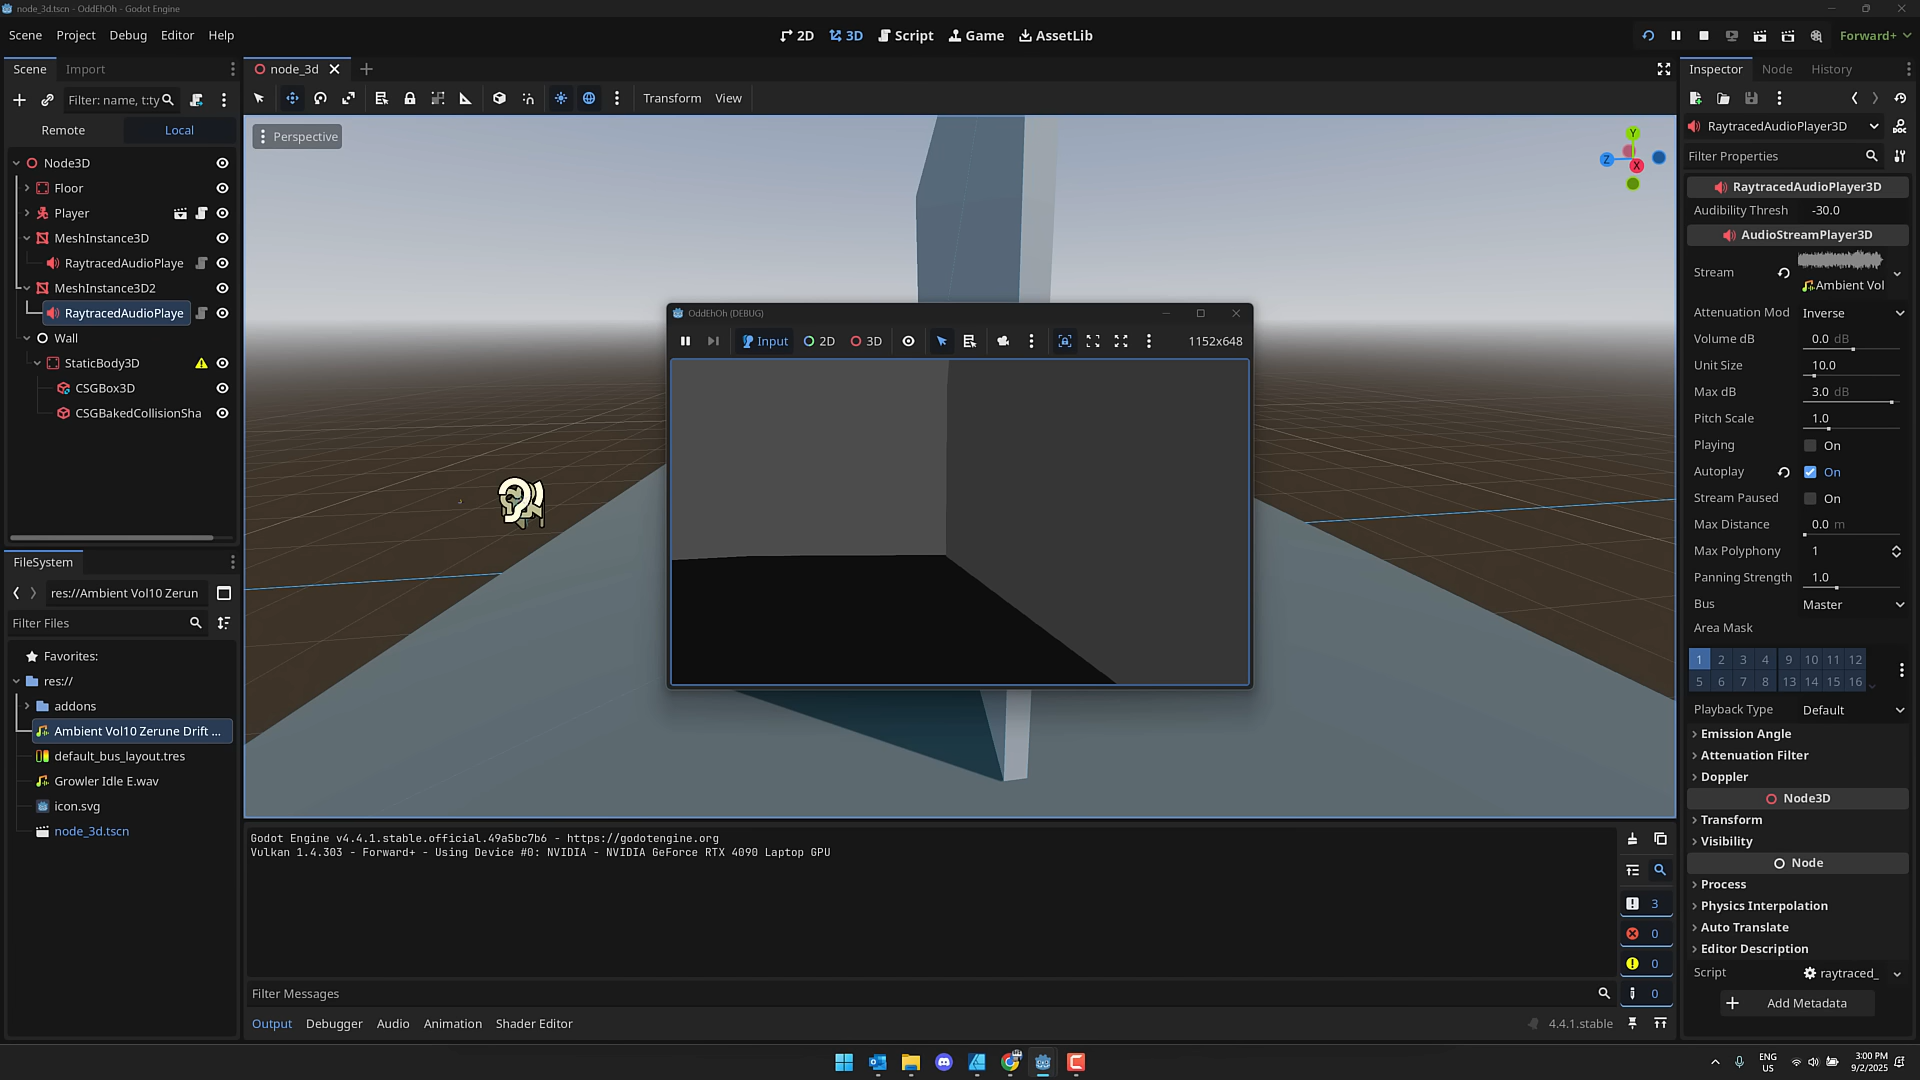 node_3d.tscn - OddEhOh - Godot Engine
Scene Project Debug Editor Help
2D 3D Script Game AssetLib
Forward+
Scene Import
Filter: name, t:ty
Remote Local
Node3D
Floor
Player
MeshInstance3D
RaytracedAudioPlaye
MeshInstance3D2
RaytracedAudioPlaye
Wall
StaticBody3D
CSGBox3D
CSGBakedCollisionSha
FileSystem
res://Ambient Vol10 Zerun
Filter Files
Favorites:
res://
addons
Ambient Vol10 Zerune Drift ...
default_bus_layout.tres
Growler Idle E.wav
icon.svg
node_3d.tscn
node_3d
Transform View
Perspective
Y
Z
X
OddEhOh (DEBUG)
Input 2D 3D 1152x648
Godot Engine v4.4.1.stable.official.49a5bc7b6 - https://godotengine.org
Vulkan 1.4.303 - Forward+ - Using Device #0: NVIDIA - NVIDIA GeForce RTX 4090 Laptop GPU
3
0
0
0
Filter Messages
Output Debugger Audio Animation Shader Editor 4.4.1.stable
Inspector Node History
RaytracedAudioPlayer3D
Filter Properties
RaytracedAudioPlayer3D
Audibility Thresh -30.0
AudioStreamPlayer3D
Stream Ambient Vol
Attenuation Mod Inverse
Volume dB 0.0 dB
Unit Size 10.0
Max dB 3.0 dB
Pitch Scale 1.0
Playing On
Autoplay On
Stream Paused On
Max Distance 0.0 m
Max Polyphony 1
Panning Strength 1.0
Bus Master
Area Mask
1 2 3 4 9 10 11 12
5 6 7 8 13 14 15 16
Playback Type Default
Emission Angle
Attenuation Filter
Doppler
Node3D
Transform
Visibility
Node
Process
Physics Interpolation
Auto Translate
Editor Description
Script raytraced_
Add Metadata
ENG
US
3:00 PM
9/2/2025